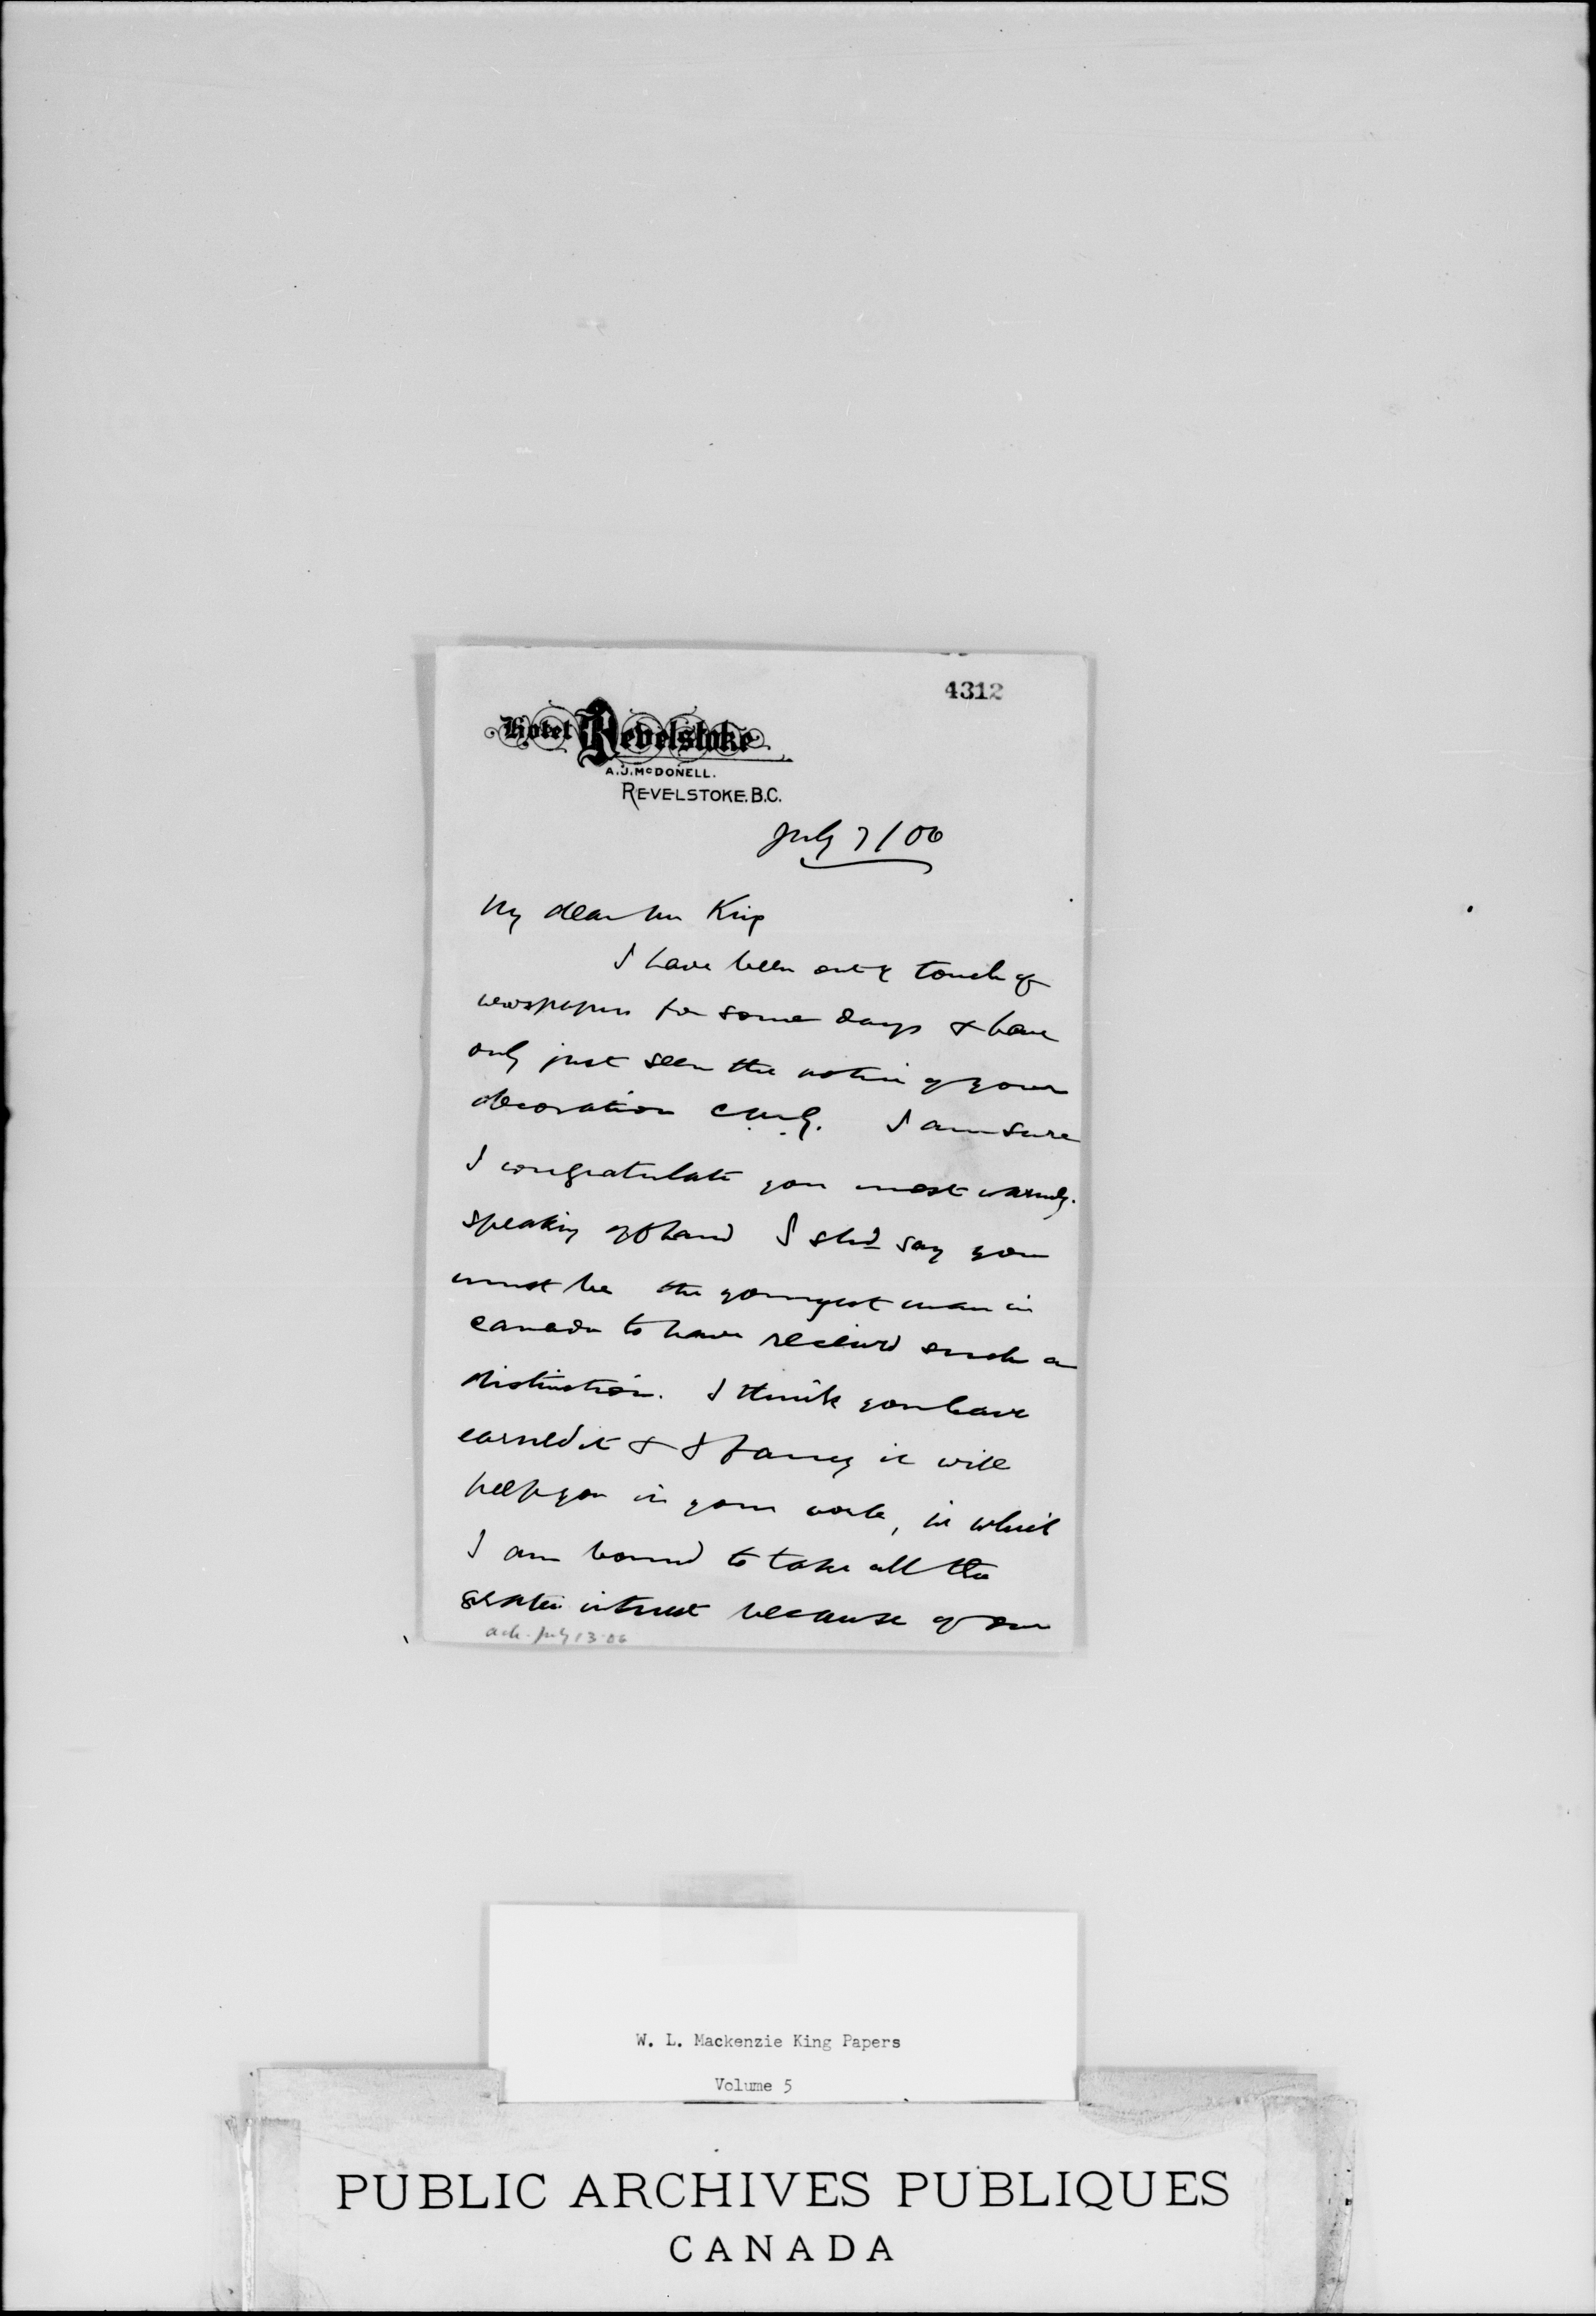 4312
Hotel Revelstoke
A.J. McDONELL.
REVELSTOKE. B.C.
July 7/06
My dear Mr King
I have been out of touch of
newspapers for some days & have
only just seen the notice of your
decoration C.M.G. I am sure
I congratulate you most warmly.
Speaking offhand I shd say you
must be the youngest man in
Canada to have received such a
distinction. I think you have
earned it & I fancy it will
help you in your work, in which
I am bound to take all the
greater interest because of our
ack. July 13-06
W. L. Mackenzie King Papers
Volume 5
PUBLIC ARCHIVES PUBLIQUES
CANADA